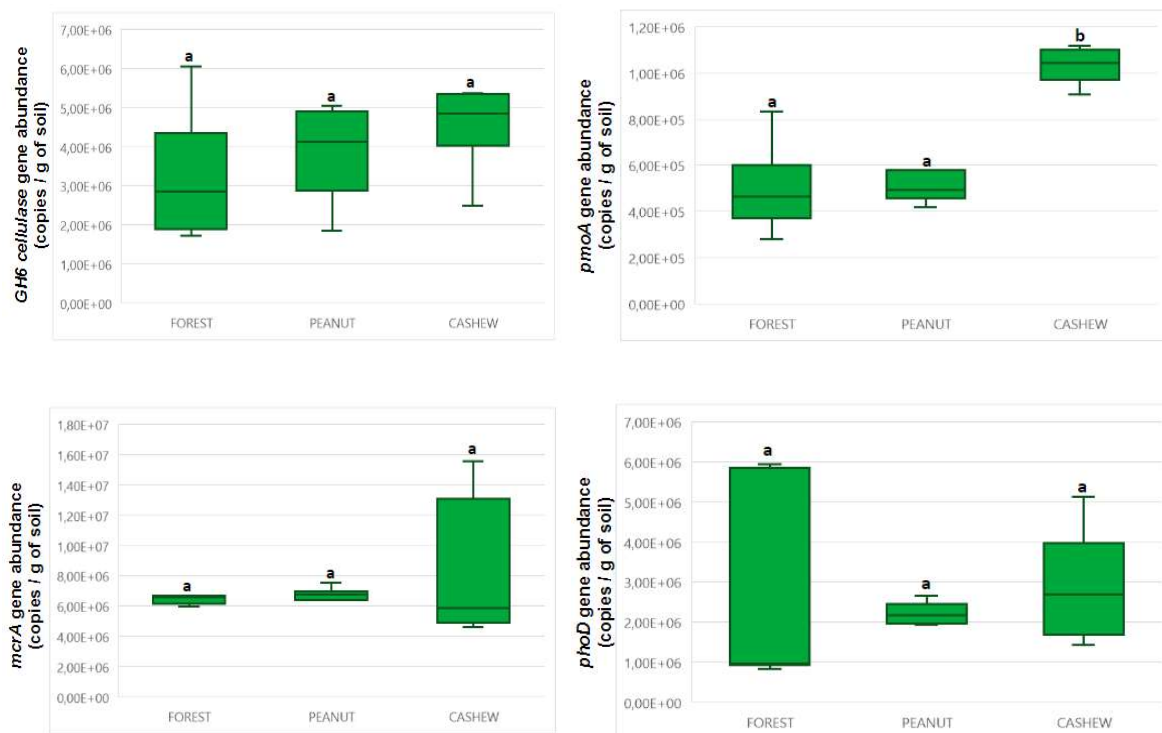 GH6 cellulase gene abundance
(copies / g of soil)
7,00E+06
6,00E+06
5,00E+06
4,00E+06
3,00E+06
2,00E+06
1,00E+06
0,00E+00
a
a
a
FOREST PEANUT CASHEW
pmoA gene abundance
(copies / g of soil)
1,20E+06
1,00E+06
8,00E+05
6,00E+05
4,00E+05
2,00E+05
0,00E+00
a
a
b
FOREST PEANUT CASHEW
mcrA gene abundance
(copies / g of soil)
1,80E+07
1,60E+07
1,40E+07
1,20E+07
1,00E+07
8,00E+06
6,00E+06
4,00E+06
2,00E+06
0,00E+00
a
a
a
FOREST PEANUT CASHEW
phoD gene abundance
(copies / g of soil)
7,00E+06
6,00E+06
5,00E+06
4,00E+06
3,00E+06
2,00E+06
1,00E+06
0,00E+00
a
a
a
FOREST PEANUT CASHEW